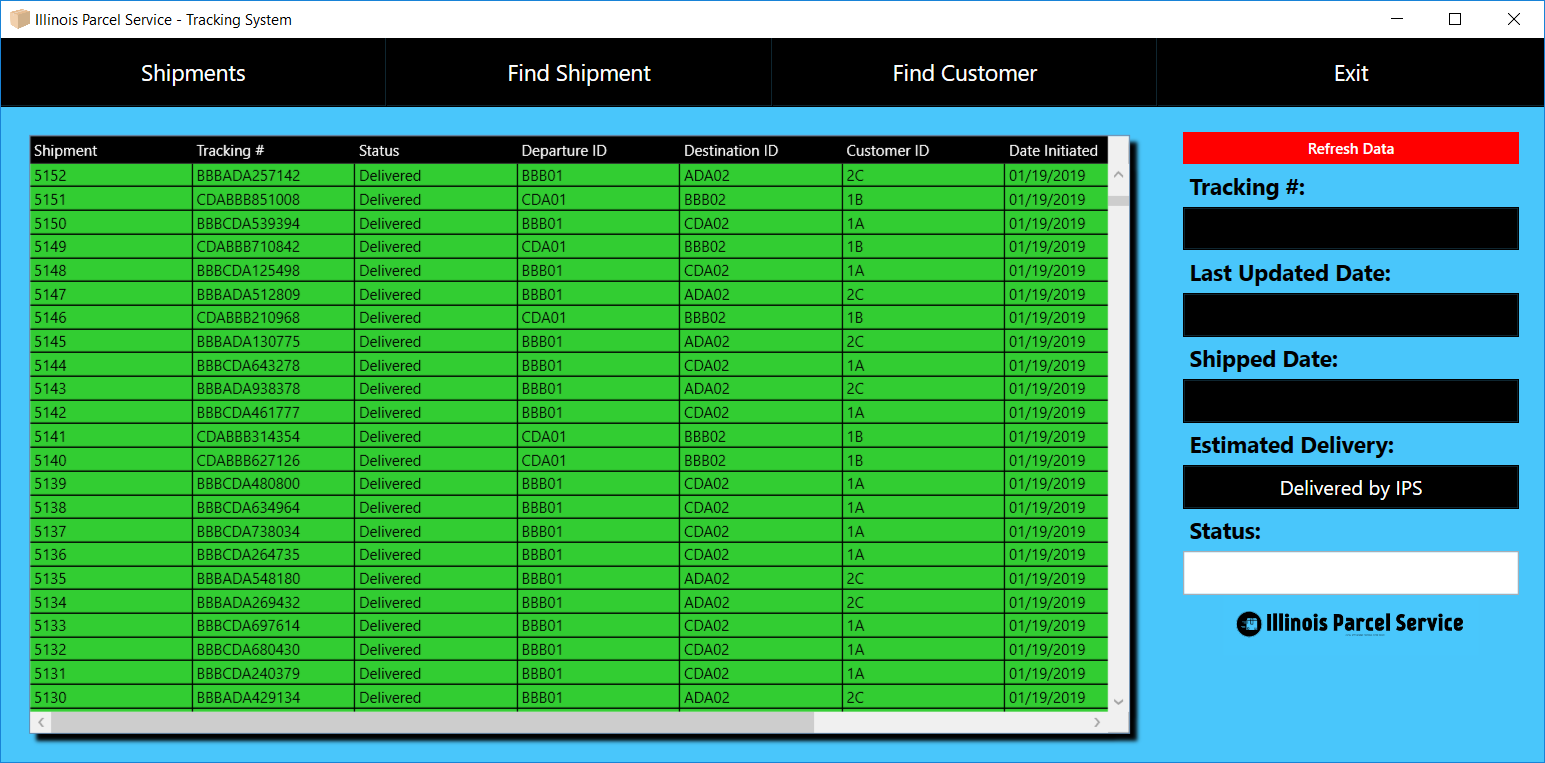 Illinois Parcel Service - Tracking System
Shipments Find Shipment Find Customer Exit
Shipment Tracking # Status Departure ID Destination ID Customer ID Date Initiated
5152 BBBADA257142 Delivered BBB01 ADA02 2C 01/19/2019
5151 CDABBB851008 Delivered CDA01 BBB02 1B 01/19/2019
5150 BBBCDA539394 Delivered BBB01 CDA02 1A 01/19/2019
5149 CDABBB710842 Delivered CDA01 BBB02 1B 01/19/2019
5148 BBBCDA125498 Delivered BBB01 CDA02 1A 01/19/2019
5147 BBBADA512809 Delivered BBB01 ADA02 2C 01/19/2019
5146 CDABBB210968 Delivered CDA01 BBB02 1B 01/19/2019
5145 BBBADA130775 Delivered BBB01 ADA02 2C 01/19/2019
5144 BBBCDA643278 Delivered BBB01 CDA02 1A 01/19/2019
5143 BBBADA938378 Delivered BBB01 ADA02 2C 01/19/2019
5142 BBBCDA461777 Delivered BBB01 CDA02 1A 01/19/2019
5141 CDABBB314354 Delivered CDA01 BBB02 1B 01/19/2019
5140 CDABBB627126 Delivered CDA01 BBB02 1B 01/19/2019
5139 BBBCDA480800 Delivered BBB01 CDA02 1A 01/19/2019
5138 BBBCDA634964 Delivered BBB01 CDA02 1A 01/19/2019
5137 BBBCDA738034 Delivered BBB01 CDA02 1A 01/19/2019
5136 BBBCDA264735 Delivered BBB01 CDA02 1A 01/19/2019
5135 BBBADA548180 Delivered BBB01 ADA02 2C 01/19/2019
5134 BBBADA269432 Delivered BBB01 ADA02 2C 01/19/2019
5133 BBBCDA697614 Delivered BBB01 CDA02 1A 01/19/2019
5132 BBBCDA680430 Delivered BBB01 CDA02 1A 01/19/2019
5131 BBBCDA240379 Delivered BBB01 CDA02 1A 01/19/2019
5130 BBBADA429134 Delivered BBB01 ADA02 2C 01/19/2019
Refresh Data
Tracking #:
Last Updated Date:
Shipped Date:
Estimated Delivery:
Delivered by IPS
Status:
Illinois Parcel Service